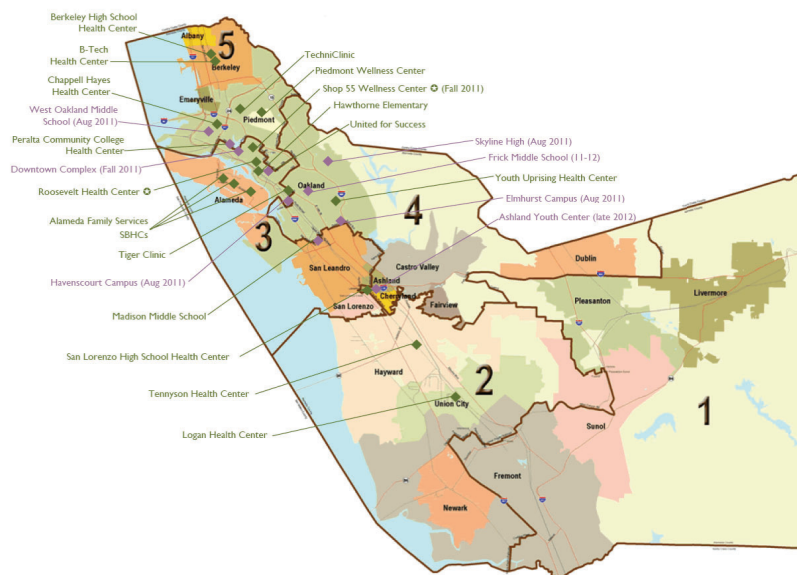 Berkeley High School
Health Center
B-Tech
Health Center
Chappell Hayes
Health Center
West Oakland Middle
School (Aug 2011)
Peralta Community College
Health Center
Downtown Complex (Fall 2011)
Roosevelt Health Center
Alameda Family Services
SBHCs
Tiger Clinic
Havenscourt Campus (Aug 2011)
Madison Middle School
San Lorenzo High School Health Center
Tennyson Health Center
Logan Health Center
TechniClinic
Piedmont Wellness Center
Shop 55 Wellness Center (Fall 2011)
Hawthorne Elementary
United for Success
Skyline High (Aug 2011)
Frick Middle School (11-12)
Youth Uprising Health Center
Elmhurst Campus (Aug 2011)
Ashland Youth Center (late 2012)
Albany
5
Berkeley
Emeryville
Piedmont
Oakland
Alameda
3
4
San Leandro
Castro Valley
Ashland
Cherryland
San Lorenzo
Fairview
Dublin
Pleasanton
Livermore
Hayward
2
Union City
Sunol
1
Fremont
Newark